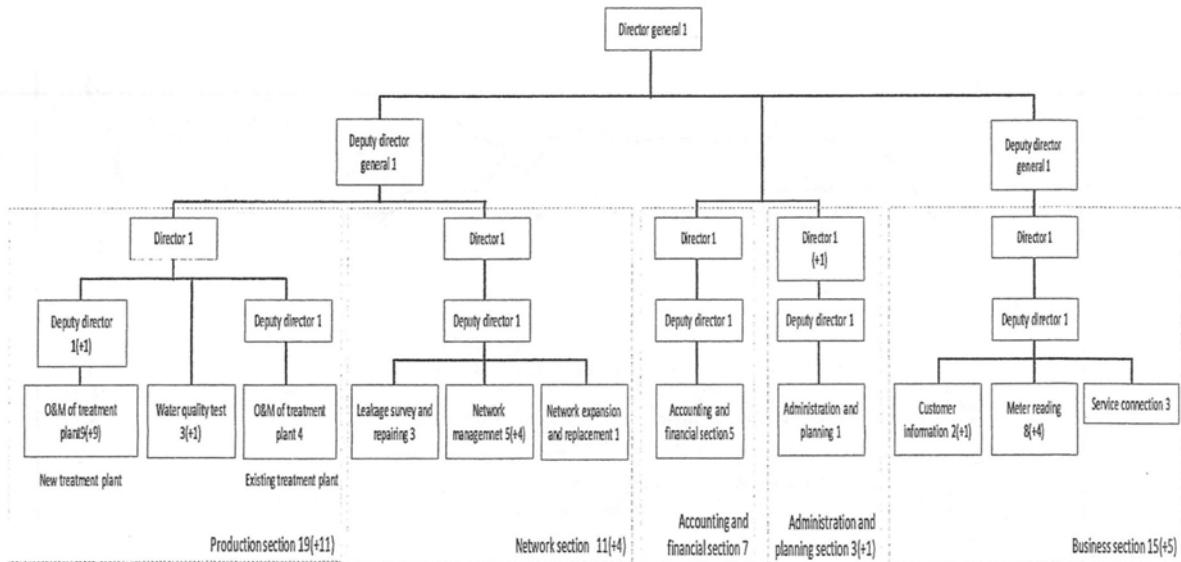 Director general 1
Deputy director
general 1
Deputy director
general 1
Director 1
Director 1
Director 1
Director 1
(+1)
Director 1
Deputy director
1(+1)
Deputy director 1
Deputy director 1
Deputy director 1
Deputy director 1
Deputy director 1
O&M of treatment
plant9(+9)
Water quality test
3(+1)
O&M of treatment
plant 4
Leakage survey and
repairing 3
Network
managemnet 5(+4)
Network expansion
and replacement 1
Accounting and
financial section 5
Administration and
planning 1
Customer
information 2(+1)
Meter reading
8(+4)
Service connection 3
New treatment plant
Existing treatment plant
Production section 19(+11)
Network section 11(+4)
Accounting and
financial section 7
Administration and
planning section 3(+1)
Business section 15(+5)